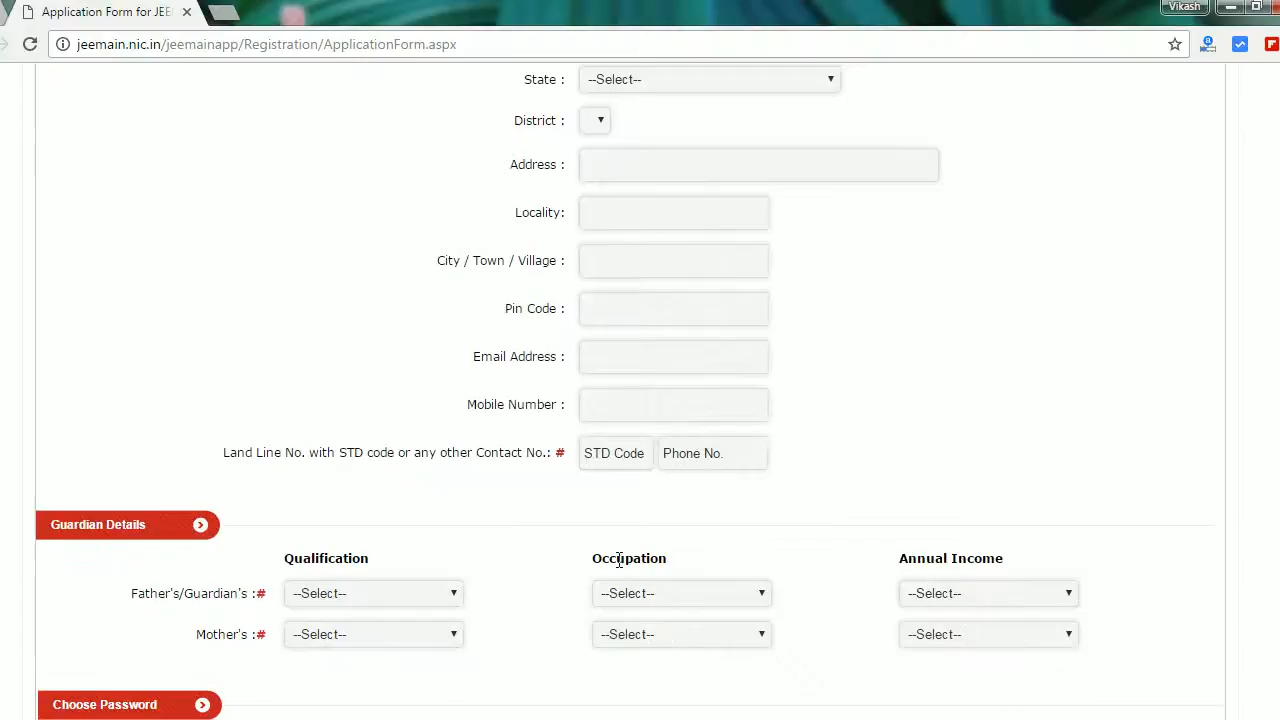 Application Form for JEE
Vikash
jeemain.nic.in/jeemainapp/Registration/ApplicationForm.aspx
State : --Select--
District :
Address :
Locality:
City / Town / Village :
Pin Code :
Email Address :
Mobile Number :
Land Line No. with STD code or any other Contact No.: # STD Code Phone No.
Guardian Details
Qualification Occupation Annual Income
Father's/Guardian's :# --Select-- --Select-- --Select--
Mother's :# --Select-- --Select-- --Select--
Choose Password